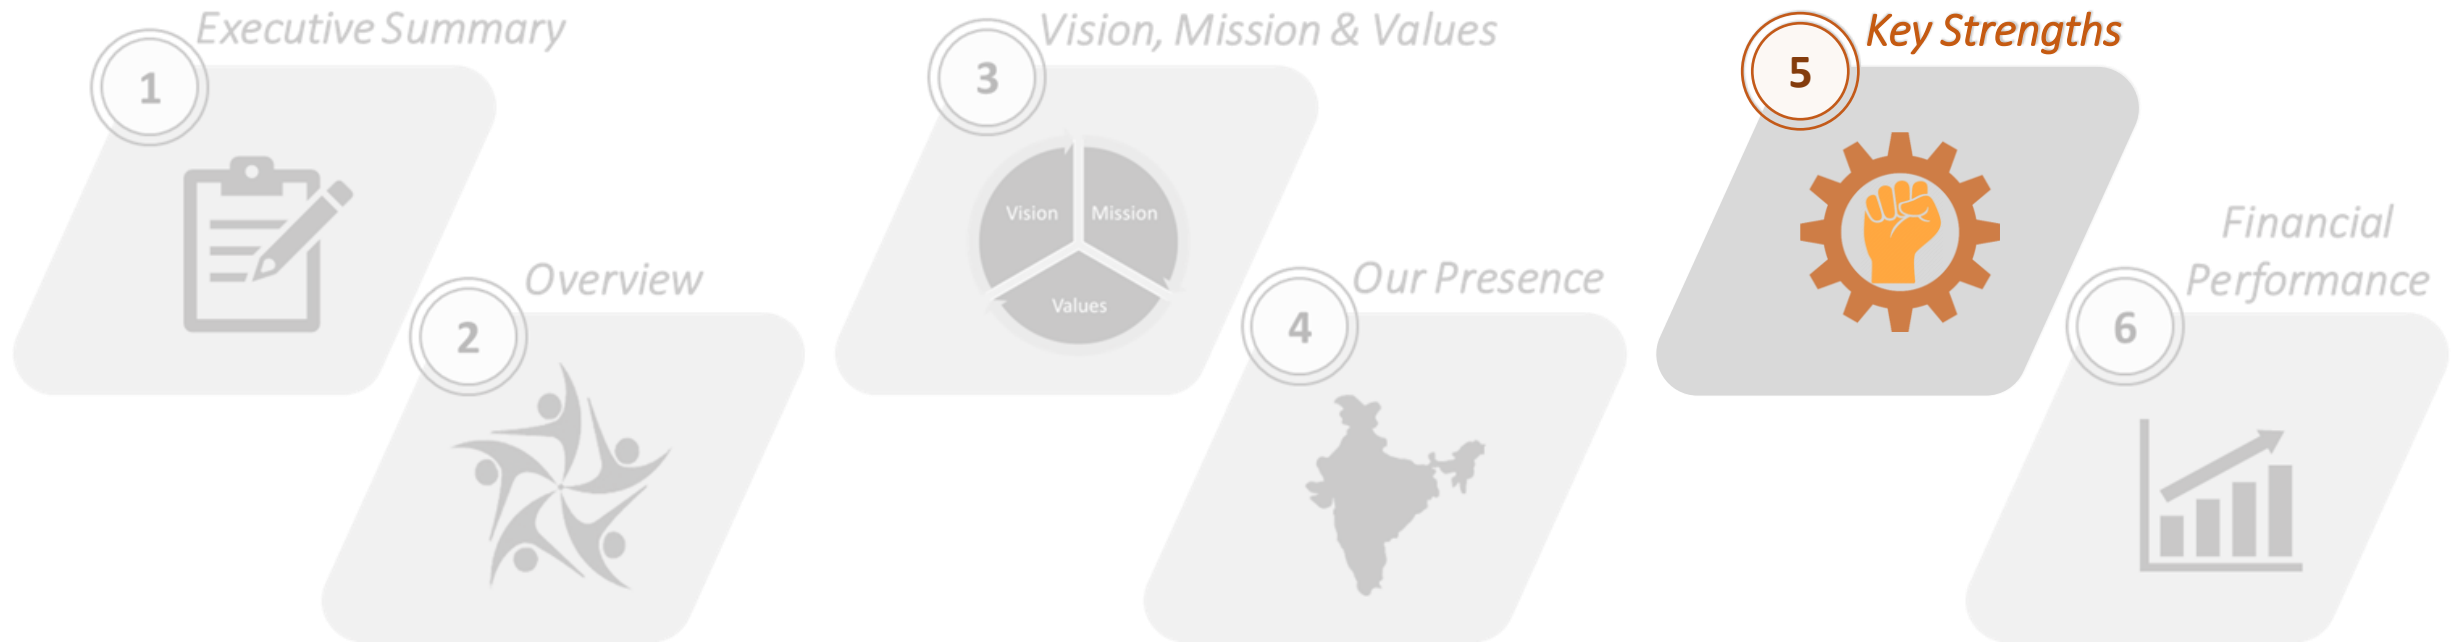 Executive Summary
1
2
Overview
3
Vision, Mission & Values
Vision
Mission
Values
4
Our Presence
5
Key Strengths
6
Financial
Performance